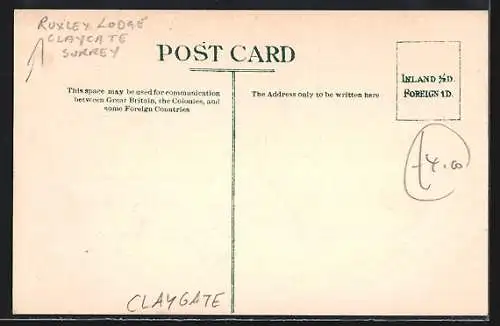 RUXLEY LODGE
CLAYGATE
SURREY
POST CARD
This space may be used for communication
between Great Britain, the Colonies, and
some Foreign Countries
The Address only to be written here
INLAND ½D.
FOREIGN 1D.
4.00
CLAYGATE